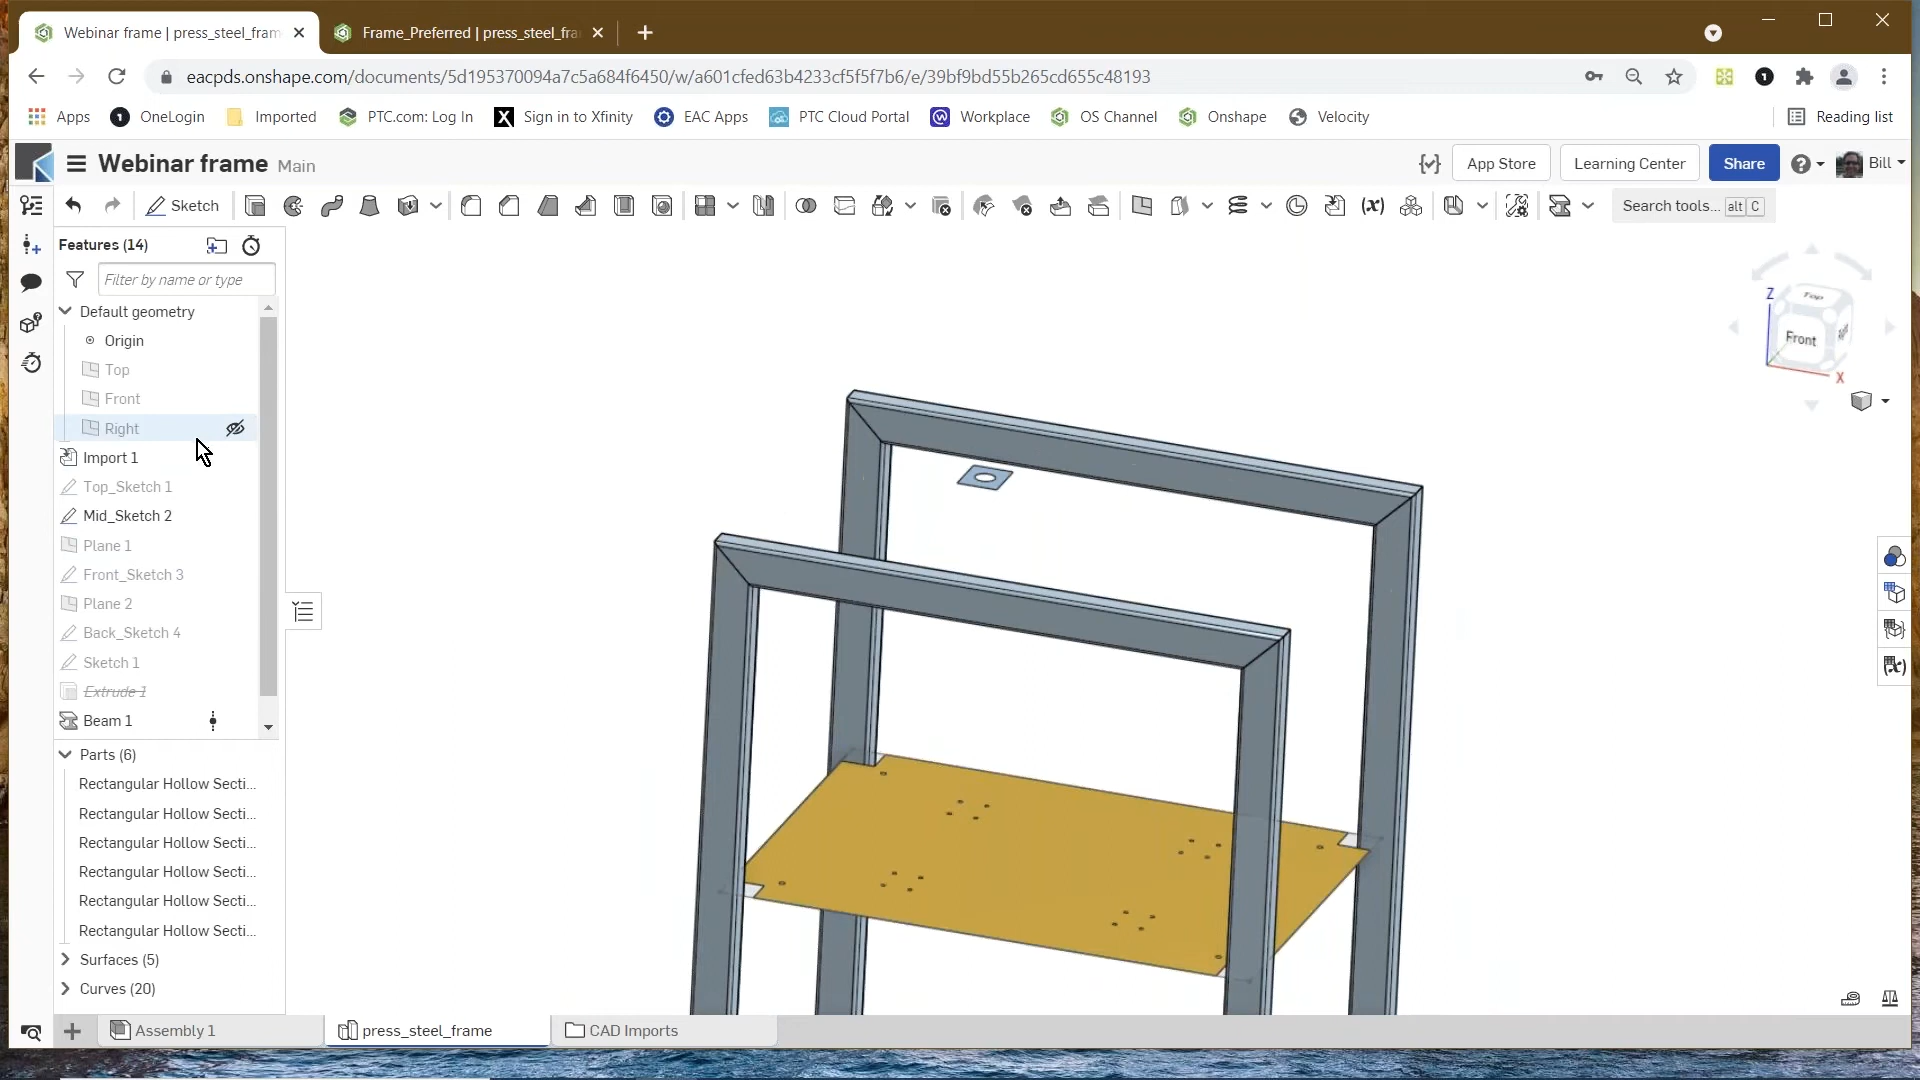 Webinar frame | press_steel_fram
Frame_Preferred | press_steel_fra
eacpds.onshape.com/documents/5d195370094a7c5a684f6450/w/a601cfed63b4233cf5f5f7b6/e/39bf9bd55b265cd655c48193
Apps
OneLogin
Imported
PTC.com: Log In
Sign in to Xfinity
EAC Apps
PTC Cloud Portal
Workplace
OS Channel
Onshape
Velocity
Reading list
Webinar frame Main
App Store
Learning Center
Share
Bill
Sketch
Search tools... alt C
Features (14)
Filter by name or type
Default geometry
Origin
Top
Front
Right
Import 1
Top_Sketch 1
Mid_Sketch 2
Plane 1
Front_Sketch 3
Plane 2
Back_Sketch 4
Sketch 1
Extrude 1
Beam 1
Parts (6)
Rectangular Hollow Secti...
Rectangular Hollow Secti...
Rectangular Hollow Secti...
Rectangular Hollow Secti...
Rectangular Hollow Secti...
Rectangular Hollow Secti...
Surfaces (5)
Curves (20)
Z
Top
Front
X
Assembly 1
press_steel_frame
CAD Imports